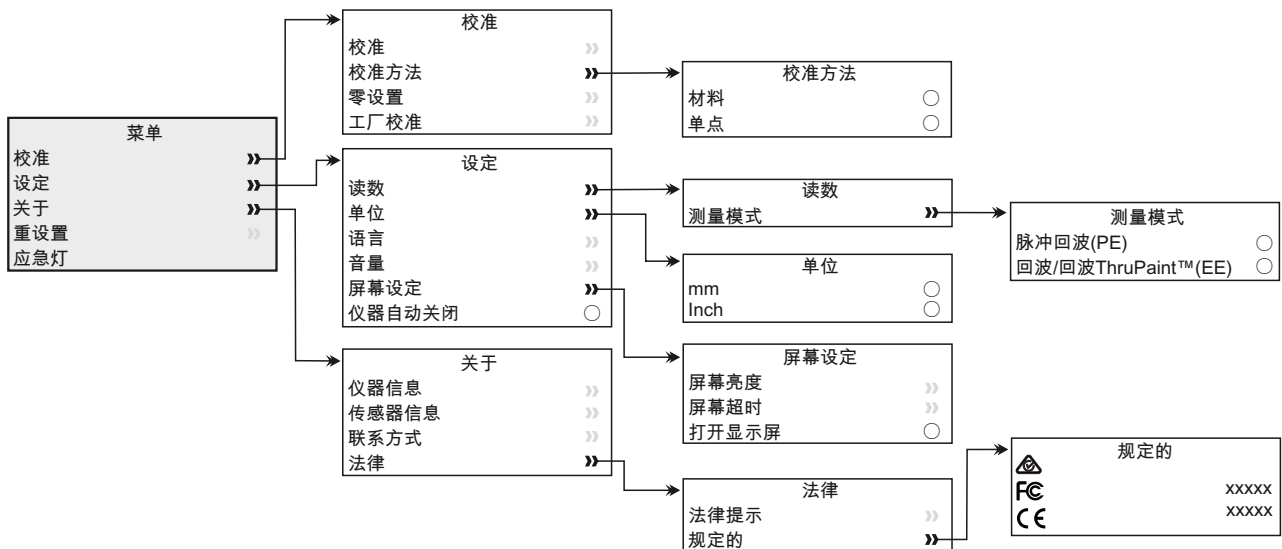 菜单
校准
设定
关于
重设置
应急灯
校准
校准
校准方法
零设置
工厂校准
校准方法
材料
单点
设定
读数
单位
语言
音量
屏幕设定
仪器自动关闭
读数
测量模式
测量模式
脉冲回波(PE)
回波/回波ThruPaint™(EE)
单位
mm
Inch
屏幕设定
屏幕亮度
屏幕超时
打开显示屏
关于
仪器信息
传感器信息
联系方式
法律
法律
法律提示
规定的
规定的
FC xxxxx
CE xxxxx